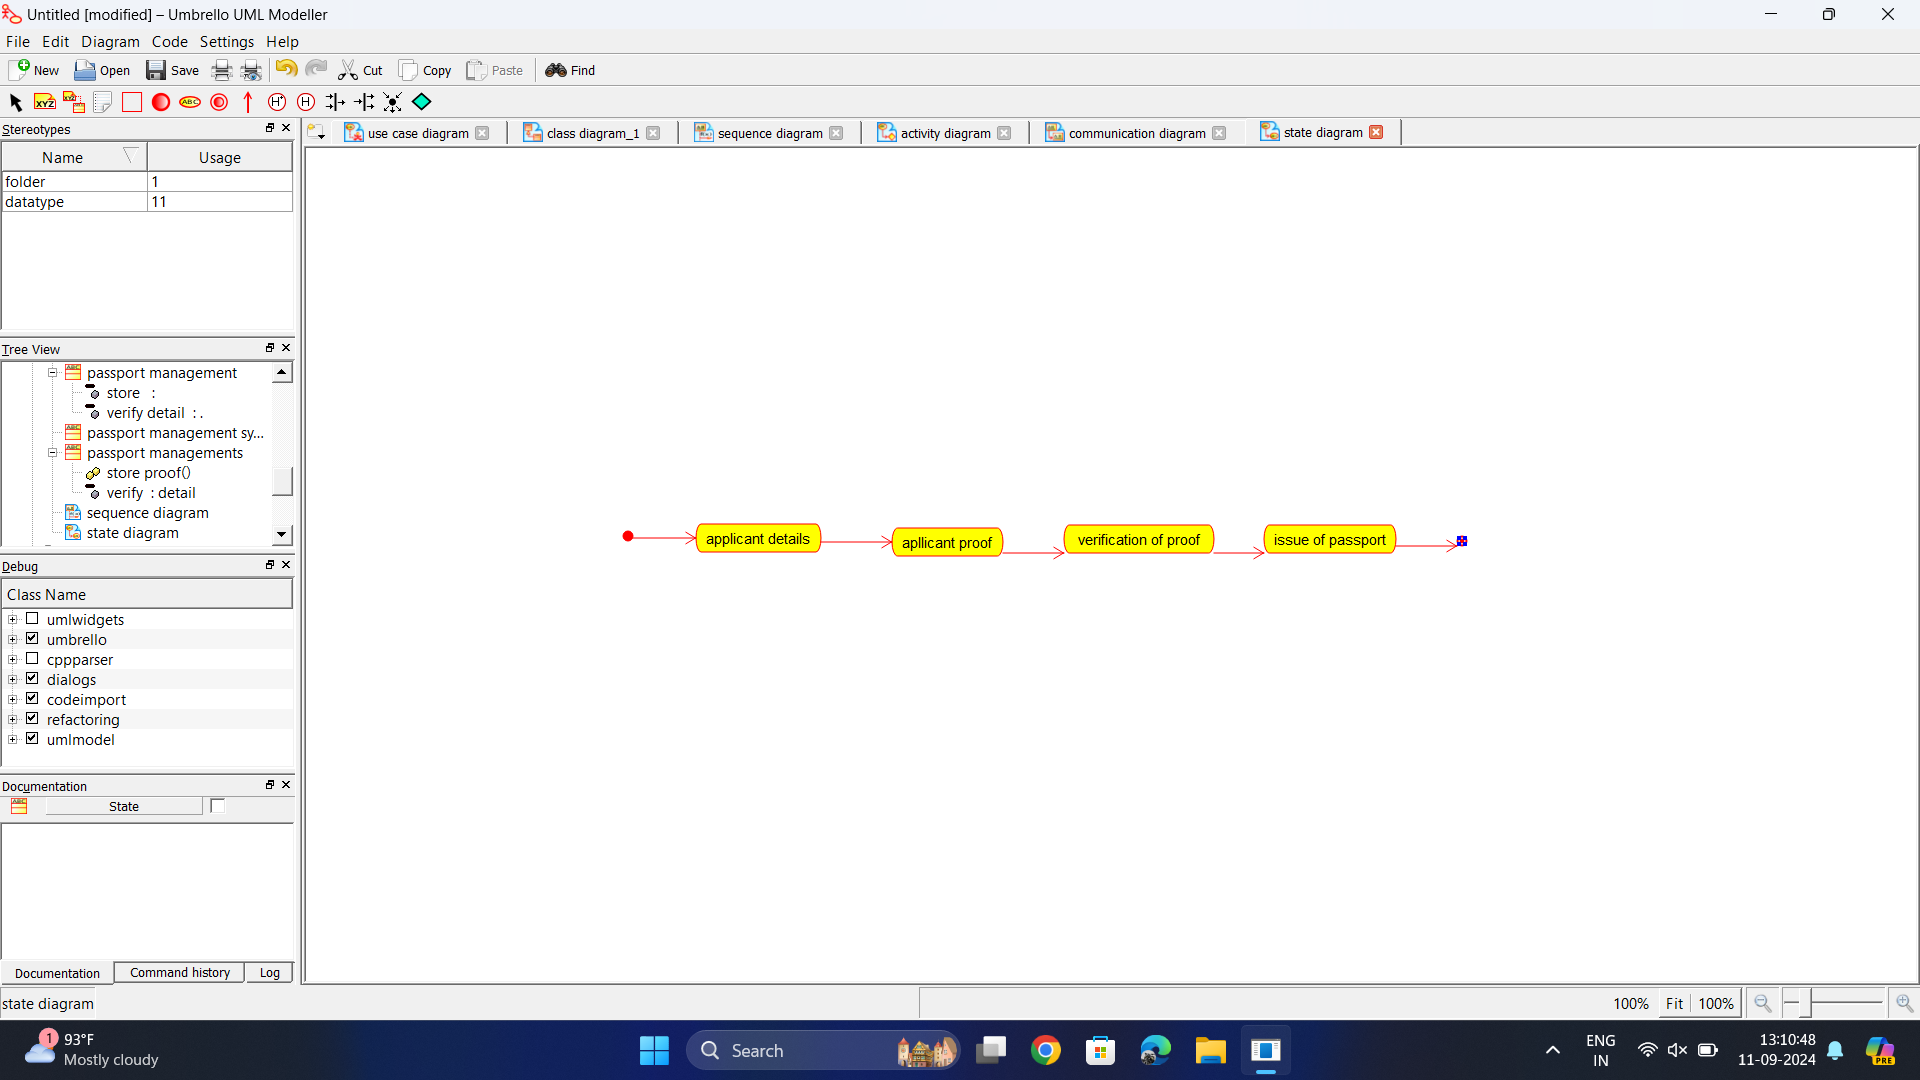 Untitled [modified] – Umbrello UML Modeller
File Edit Diagram Code Settings Help
New Open Save Cut Copy Paste Find
XYZ XYZ ABC H* H
Stereotypes
Name Usage
folder 1
datatype 11
use case diagram class diagram_1 sequence diagram activity diagram communication diagram state diagram
Tree View
passport management
store :
verify detail : .
passport management sy...
passport managements
store proof()
verify : detail
sequence diagram
state diagram
applicant details apllicant proof verification of proof issue of passport
Debug
Class Name
umlwidgets
umbrello
cppparser
dialogs
codeimport
refactoring
umlmodel
Documentation
State
Documentation Command history Log
state diagram 100% Fit 100%
1 93°F
Mostly cloudy
Search
ENG
IN
13:10:48
11-09-2024
PRE